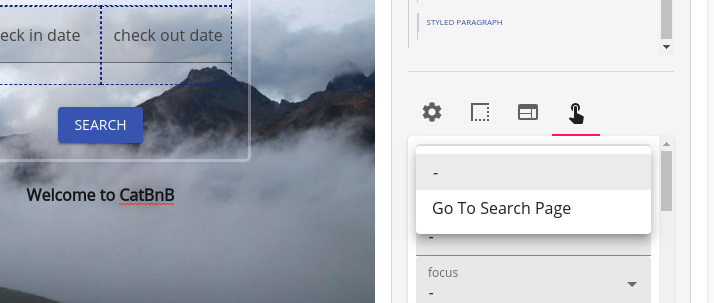 eck in date
check out date
SEARCH
Welcome to CatBnB
STYLED PARAGRAPH
-
Go To Search Page
-
focus
-